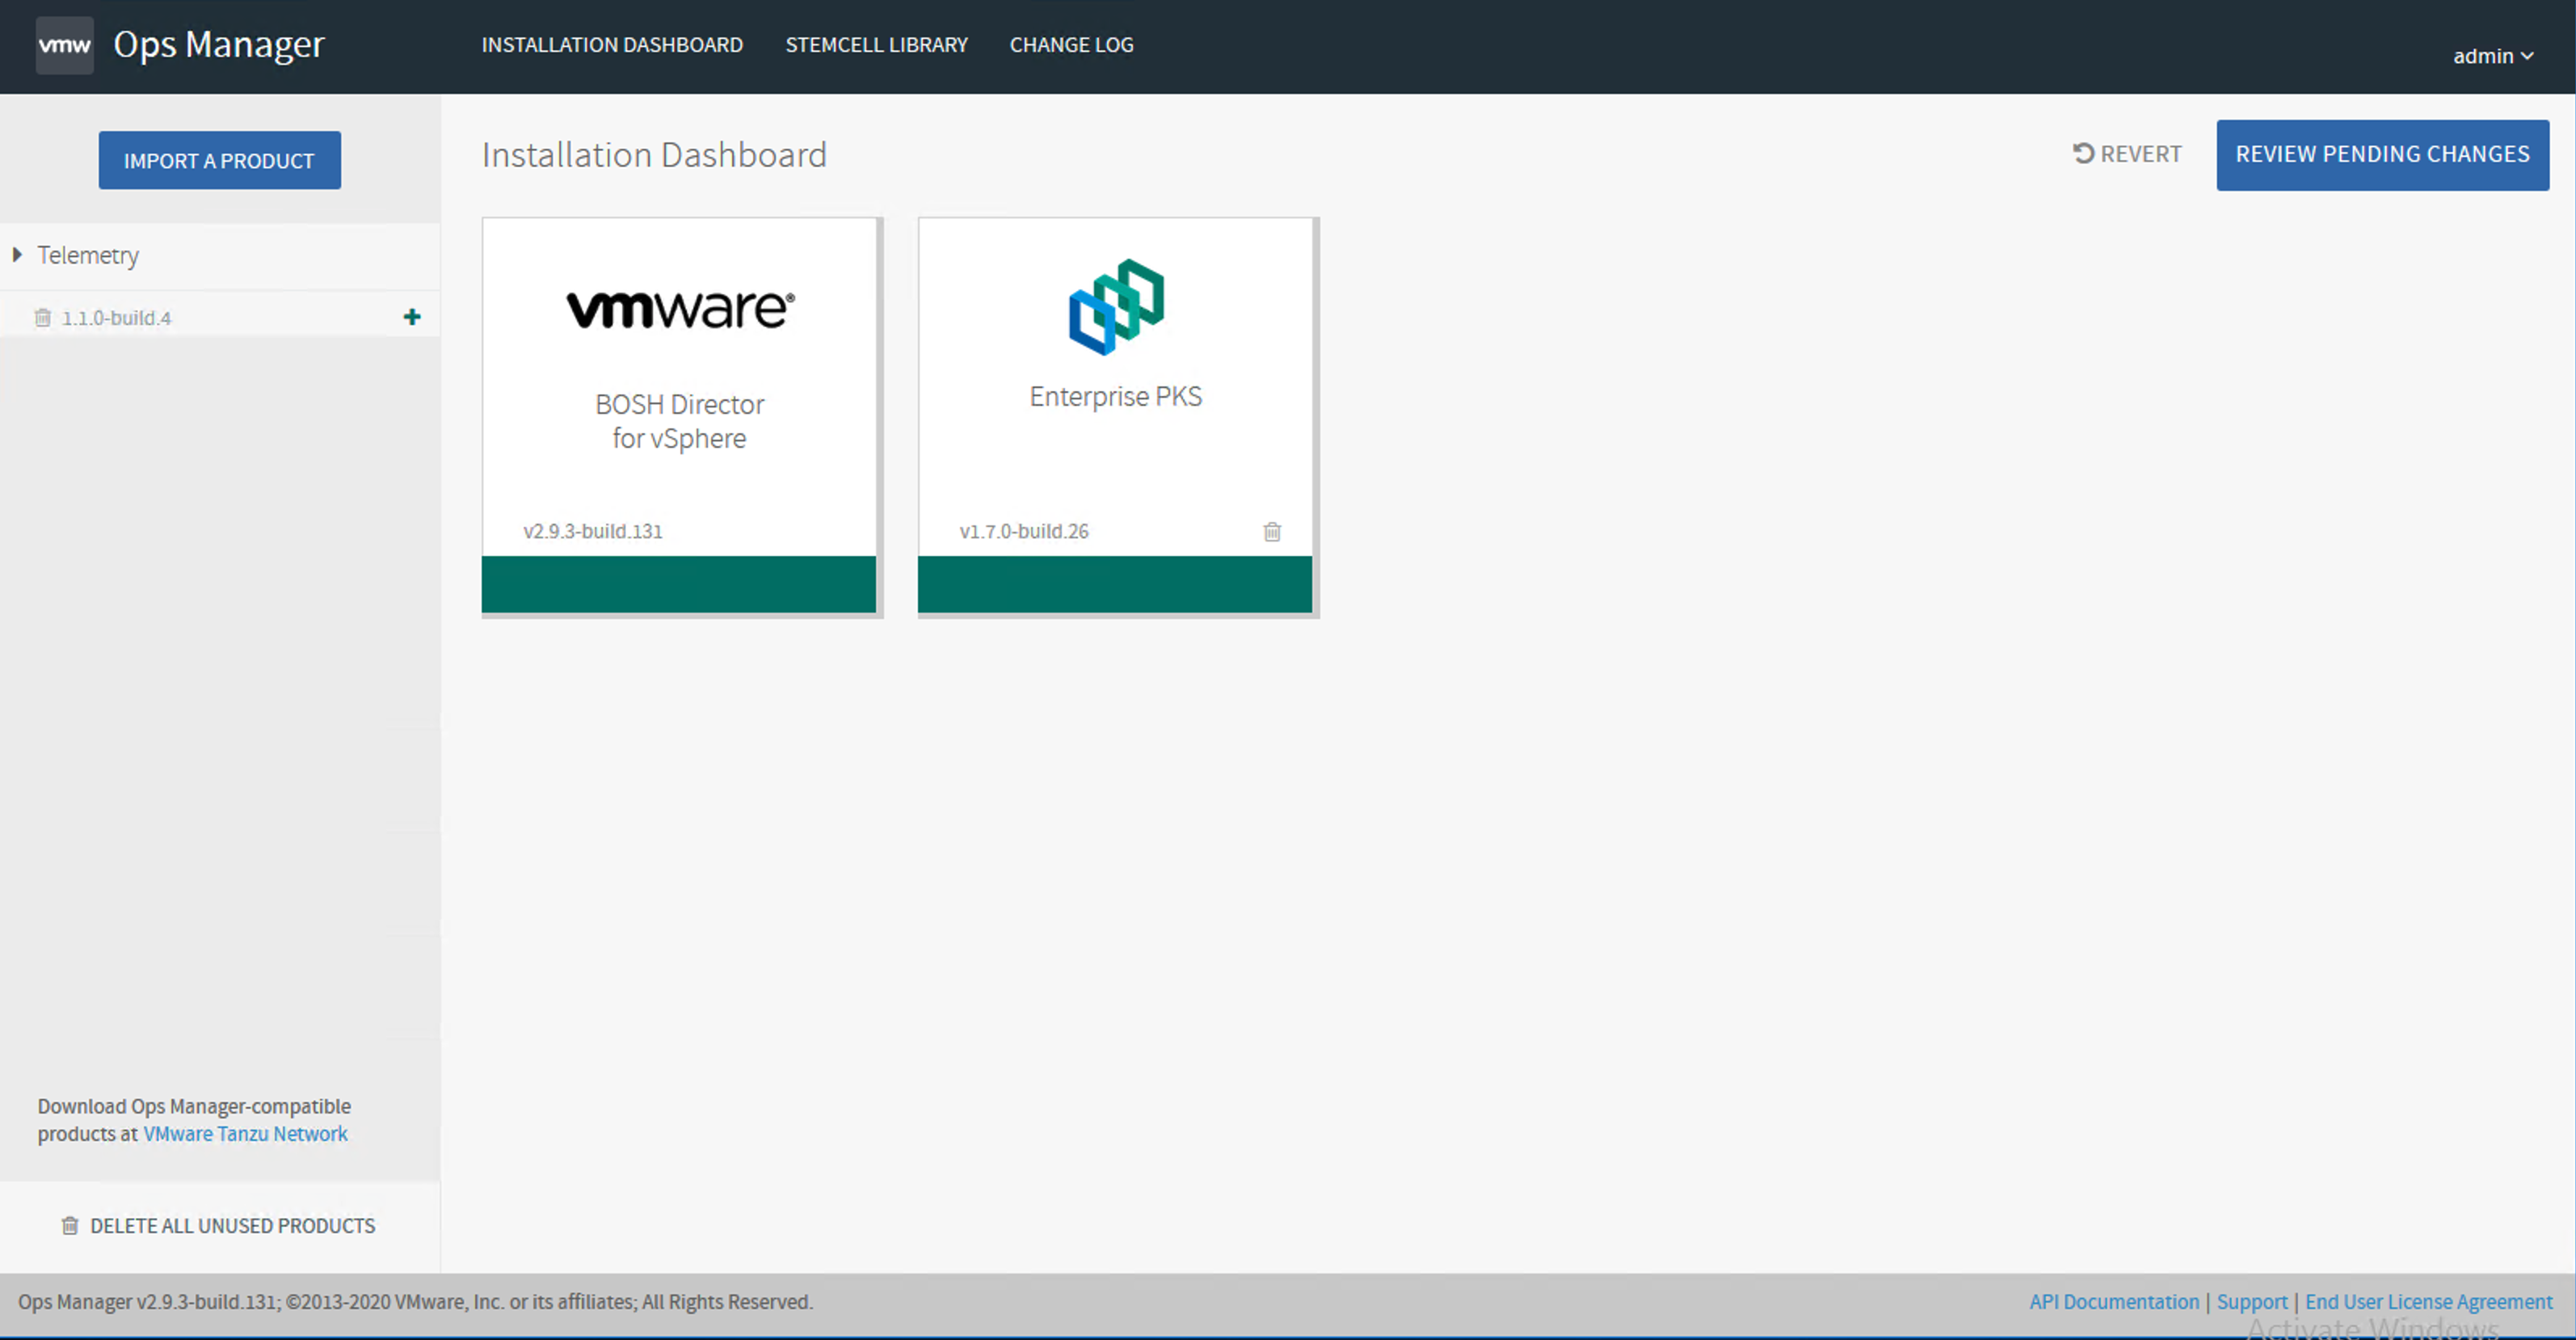 vmw Ops Manager
INSTALLATION DASHBOARD STEMCELL LIBRARY CHANGE LOG
admin
IMPORT A PRODUCT
Telemetry
1.1.0-build.4
Download Ops Manager-compatible
products at VMware Tanzu Network
DELETE ALL UNUSED PRODUCTS
Installation Dashboard
REVERT
REVIEW PENDING CHANGES
vmware®
BOSH Director
for vSphere
v2.9.3-build.131
Enterprise PKS
v1.7.0-build.26
Ops Manager v2.9.3-build.131; ©2013-2020 VMware, Inc. or its affiliates; All Rights Reserved.
API Documentation | Support | End User License Agreement
Activate Windows